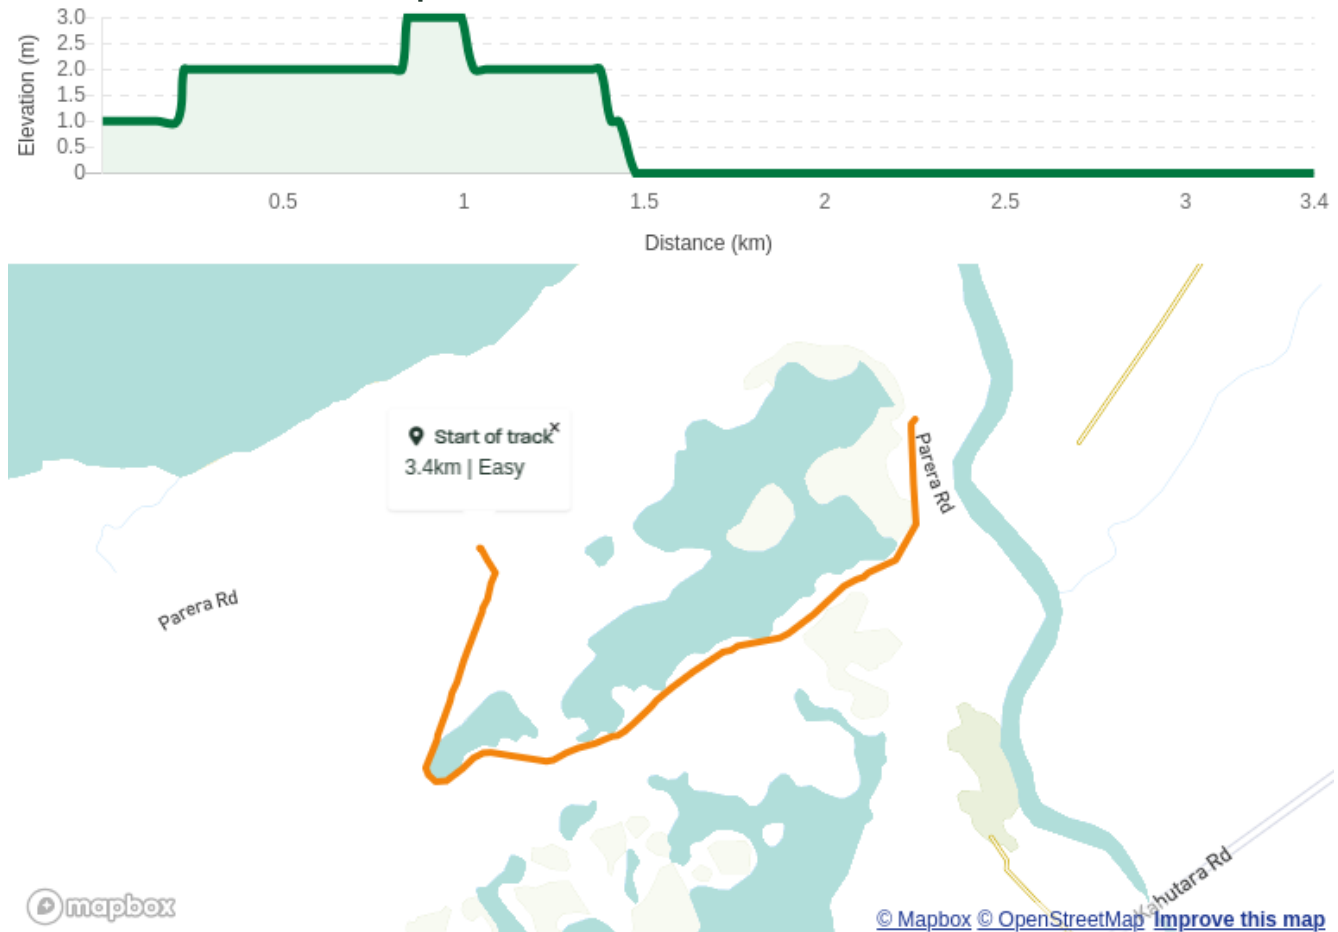 3.0
2.5
2.0
1.5
1.0
0.5
0
Elevation (m)
0.5 1 1.5 2 2.5 3 3.4
Distance (km)
Start of track x
3.4km | Easy
Parera Rd
Parera Rd
Kahutara Rd
mapbox
© Mapbox © OpenStreetMap Improve this map